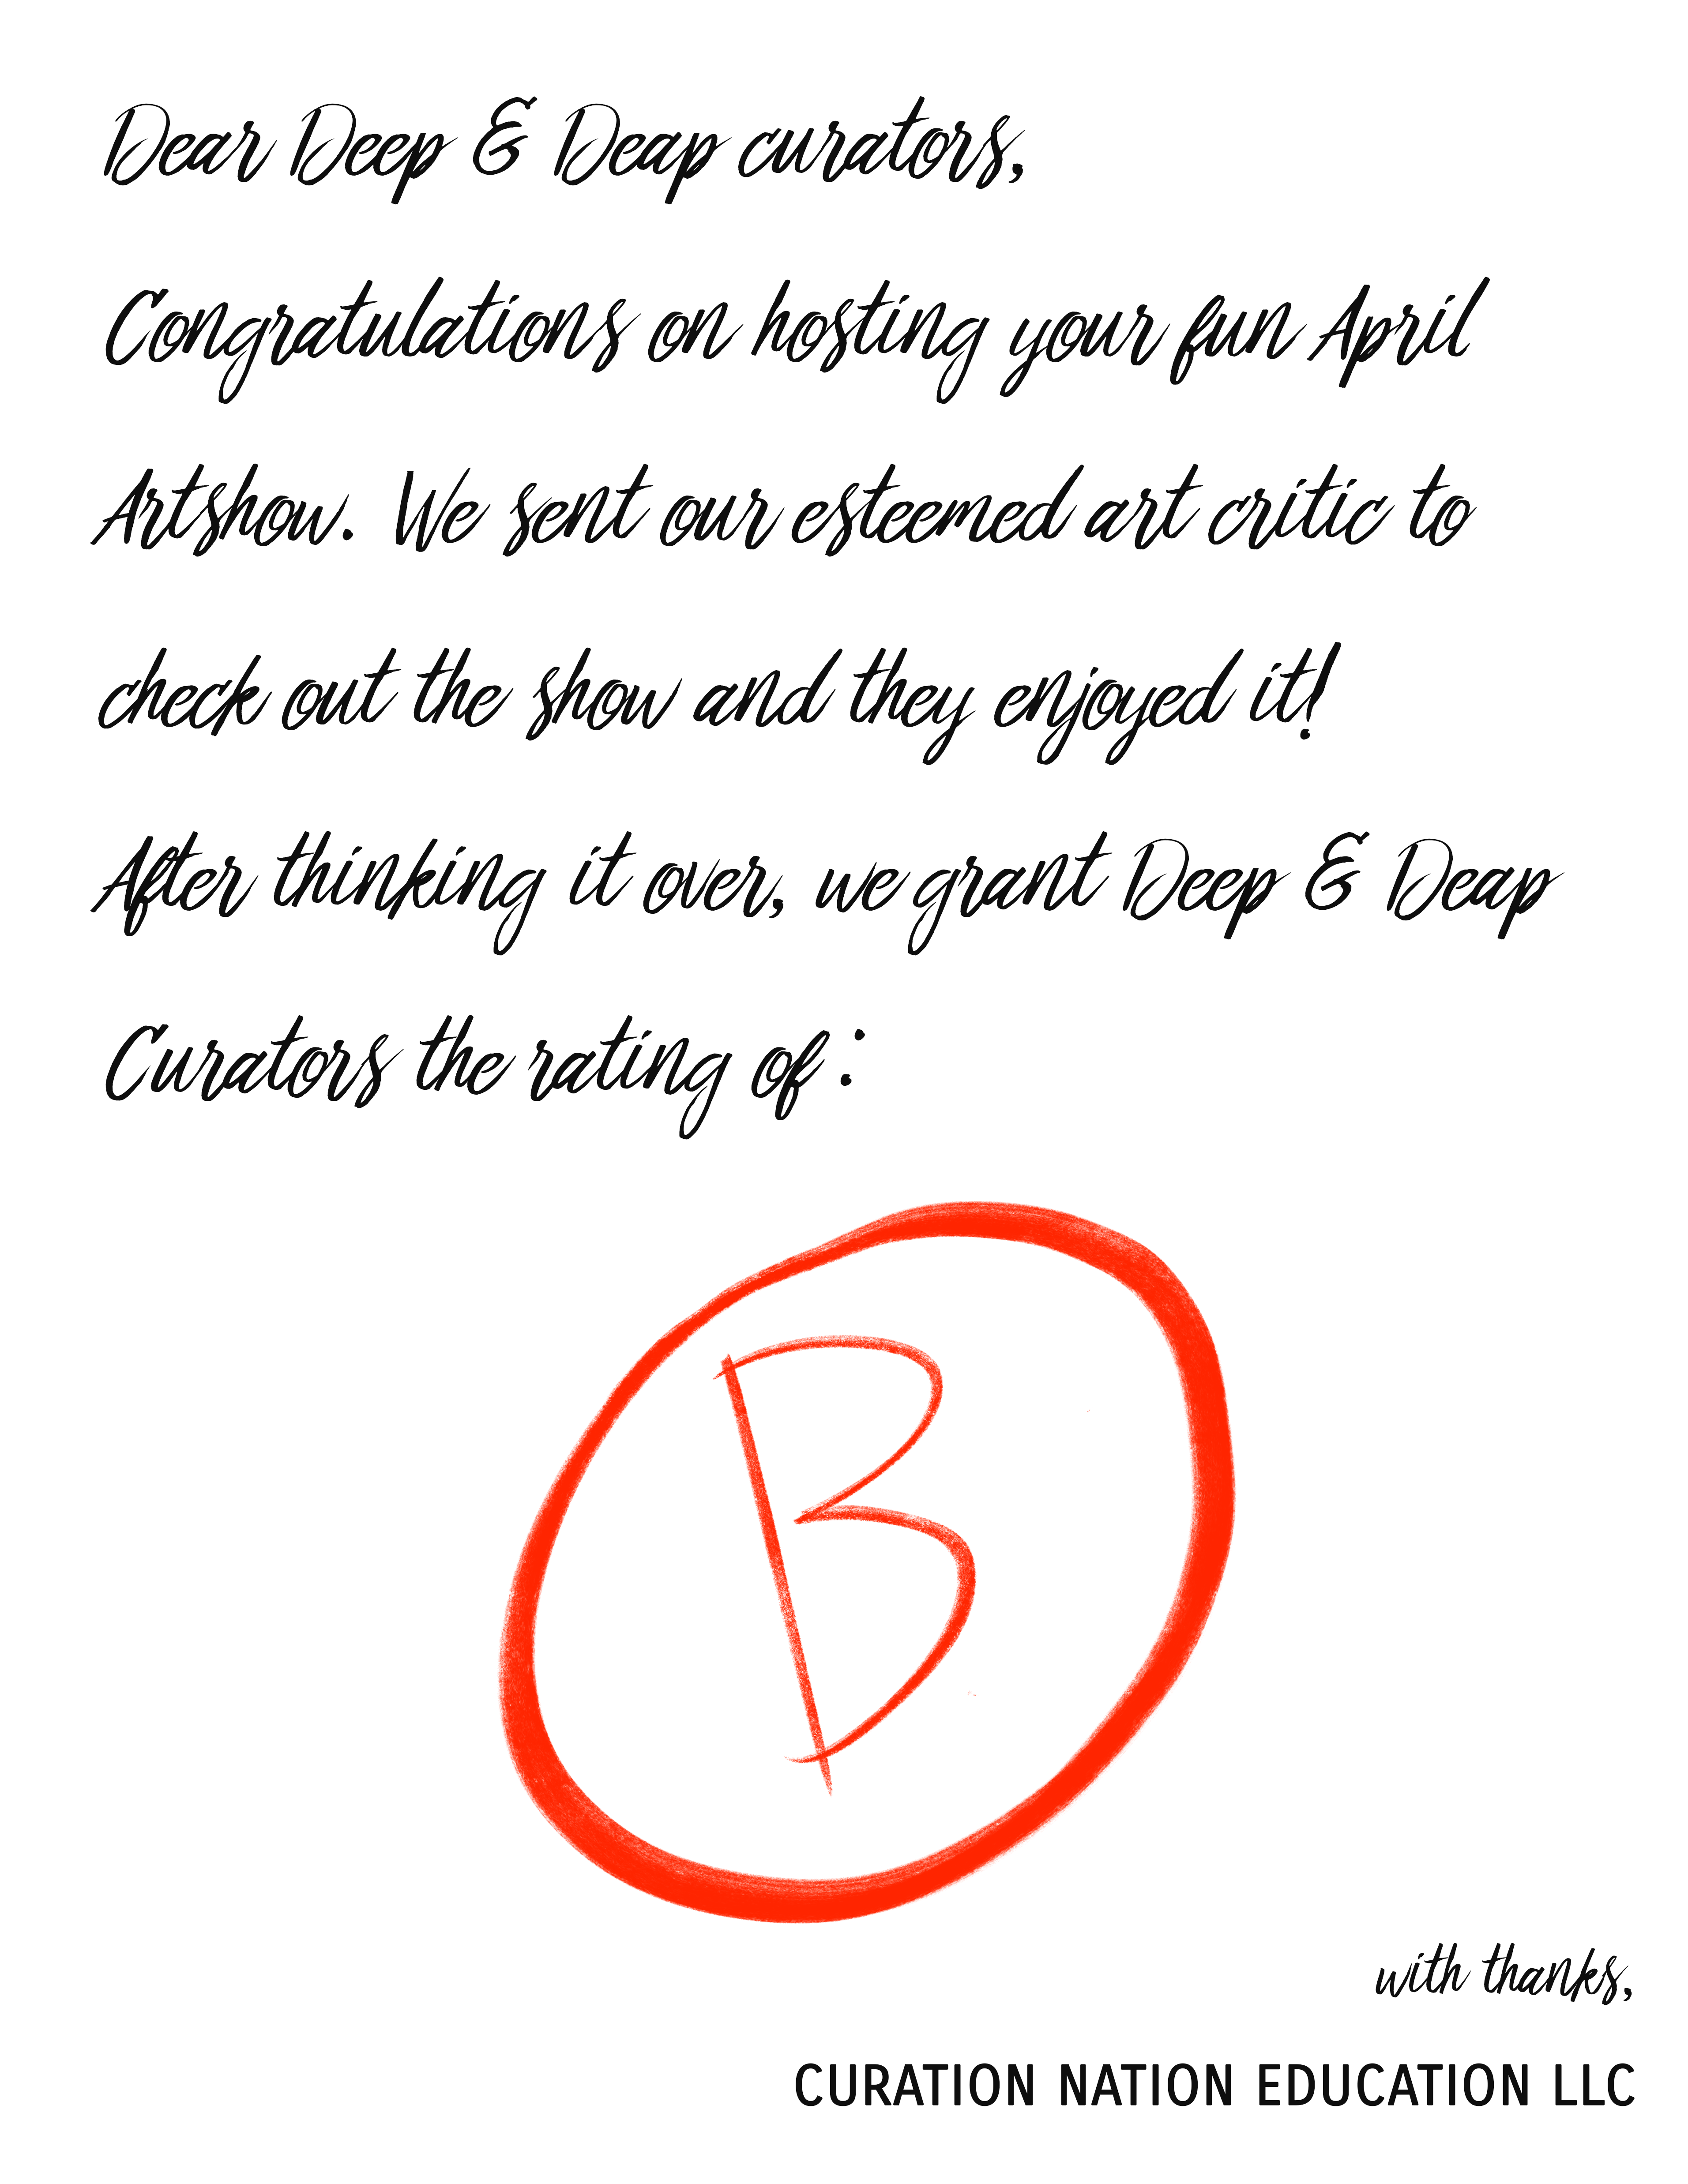 Dear Deep & Deap curators,
Congratulations on hosting your fun April
Artshow. We sent our esteemed art critic to
check out the show and they enjoyed it!
After thinking it over, we grant Deep & Deap
Curators the rating of:
B
with thanks,
CURATION NATION EDUCATION LLC